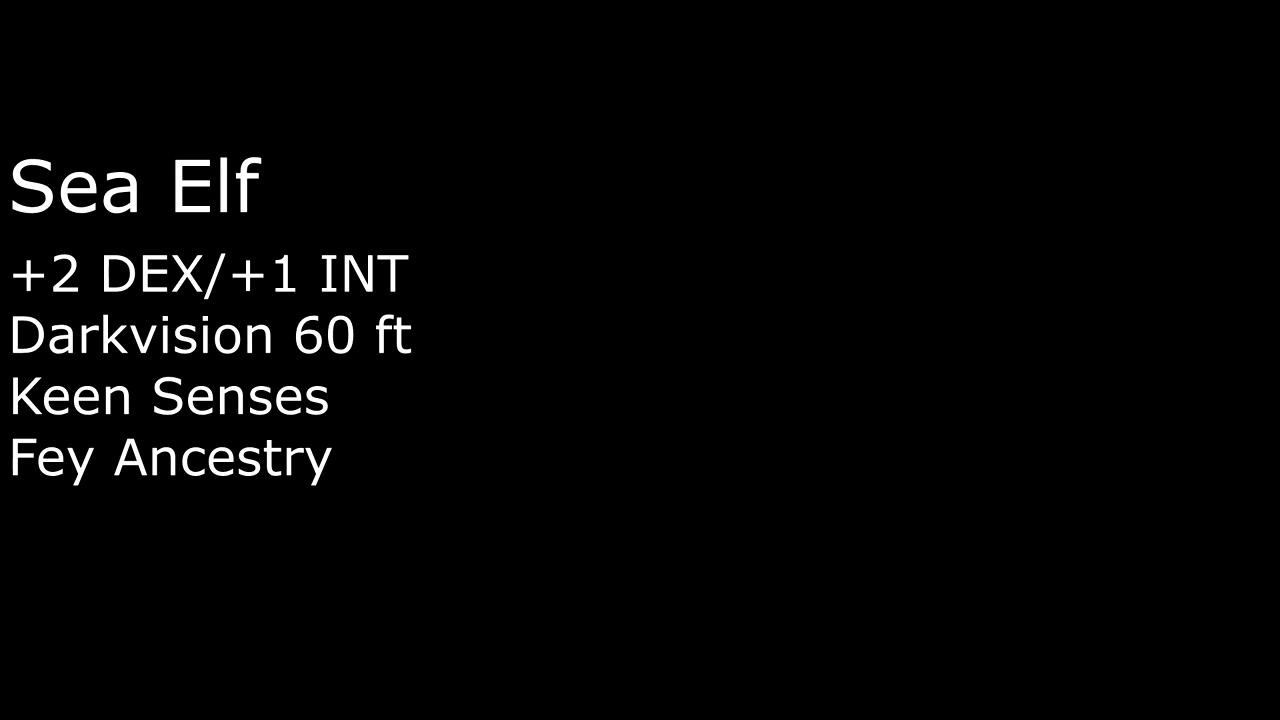 Sea Elf
+2 DEX/+1 INT
Darkvision 60 ft
Keen Senses
Fey Ancestry